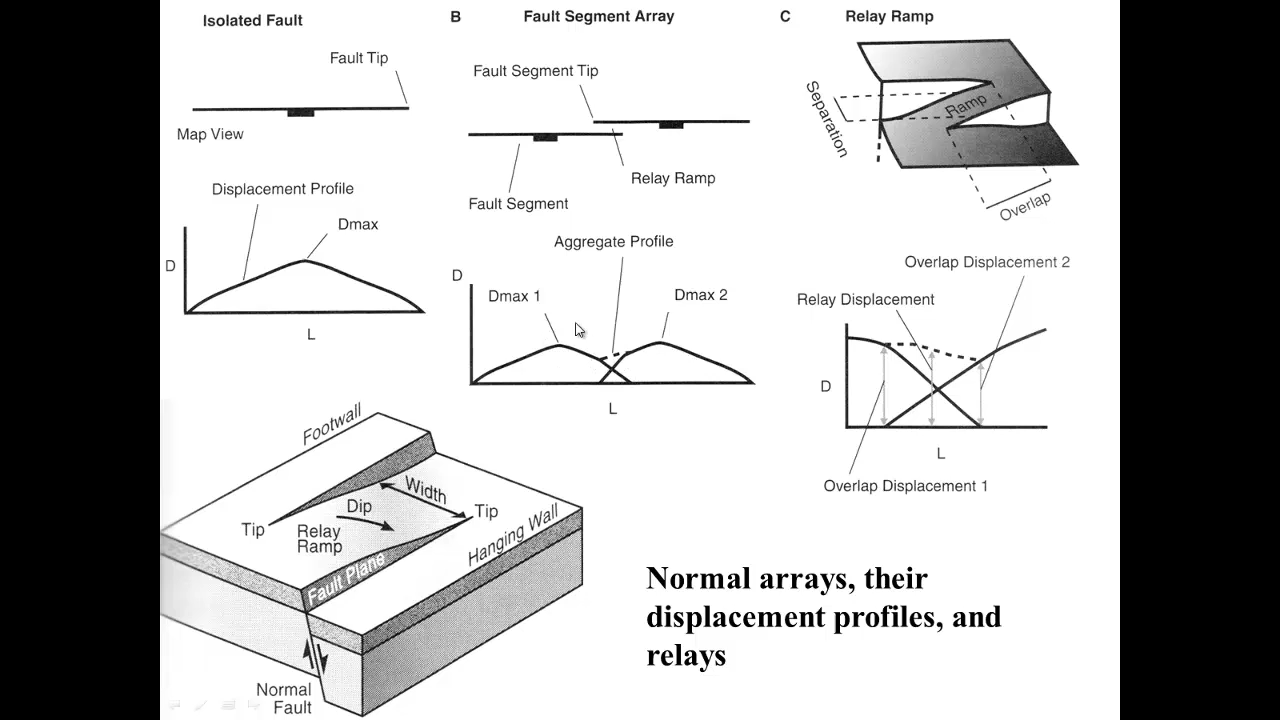 Isolated Fault
Fault Tip
Map View
Displacement Profile
Dmax
D
L
B
Fault Segment Array
Fault Segment Tip
Relay Ramp
Fault Segment
Aggregate Profile
D
Dmax 1
Dmax 2
L
C
Relay Ramp
Separation
Ramp
Overlap
Overlap Displacement 2
Relay Displacement
D
L
Overlap Displacement 1
Footwall
Width
Dip
Tip
Tip
Relay
Ramp
Hanging Wall
Fault Plane
Normal
Fault
Normal arrays, their
displacement profiles, and
relays